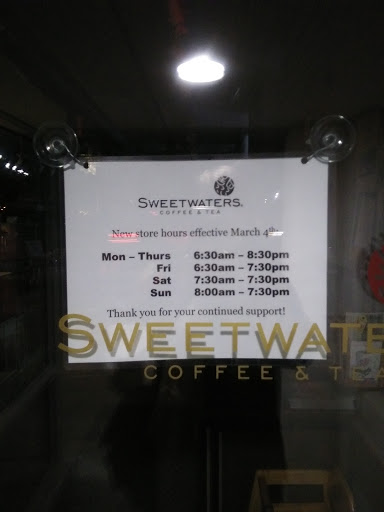 SWEETWATERS
COFFEE & TEA
New store hours effective March 4th
Mon – Thurs 6:30am – 8:30pm
Fri 6:30am – 7:30pm
Sat 7:30am – 7:30pm
Sun 8:00am – 7:30pm
Thank you for your continued support!
SWEETWATE
COFFEE & TEA